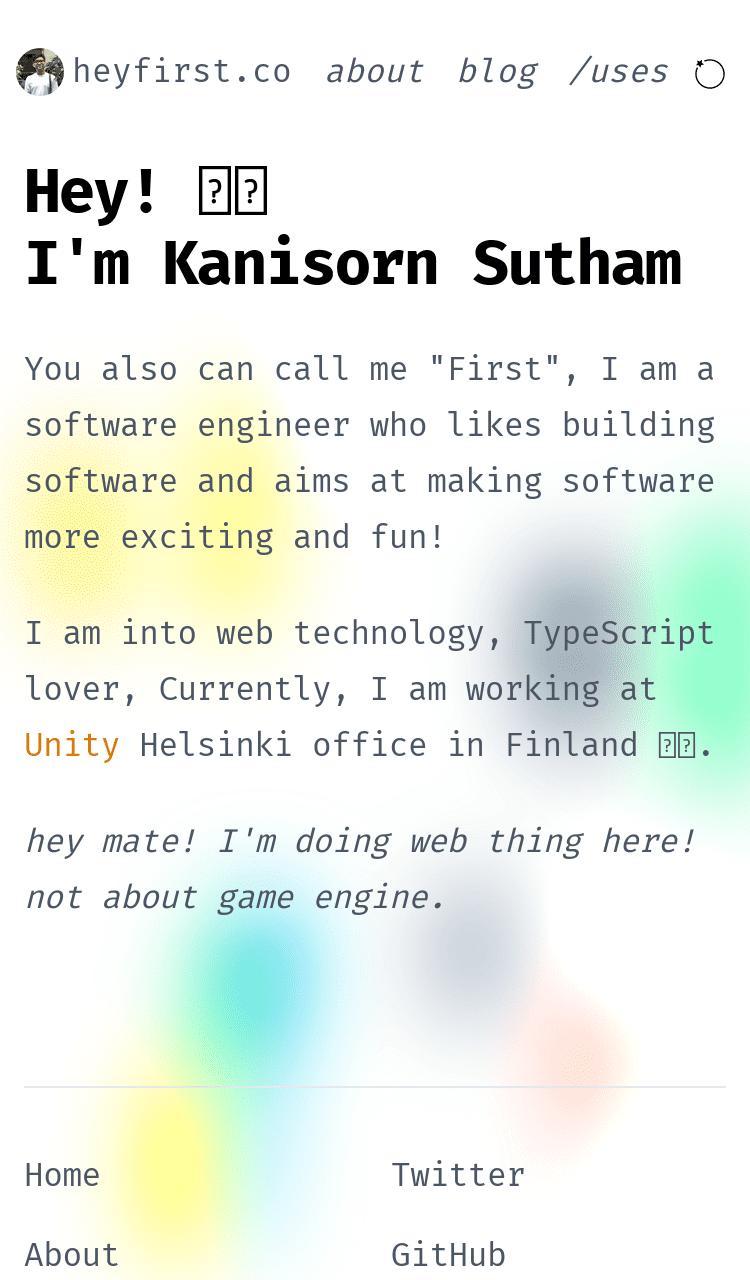 heyfirst.co about blog /uses
Hey!
I'm Kanisorn Sutham
You also can call me "First", I am a
software engineer who likes building
software and aims at making software
more exciting and fun!
I am into web technology, TypeScript
lover, Currently, I am working at
Unity Helsinki office in Finland .
hey mate! I'm doing web thing here!
not about game engine.
Home
Twitter
About
GitHub